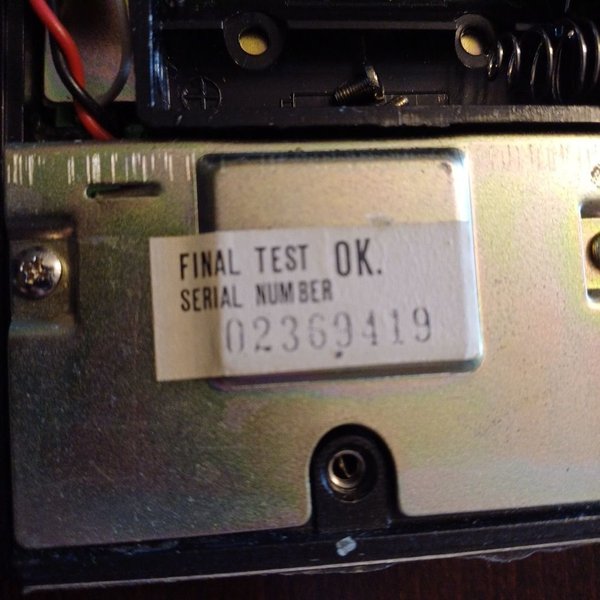 FINAL TEST OK.
SERIAL NUMBER
02369419